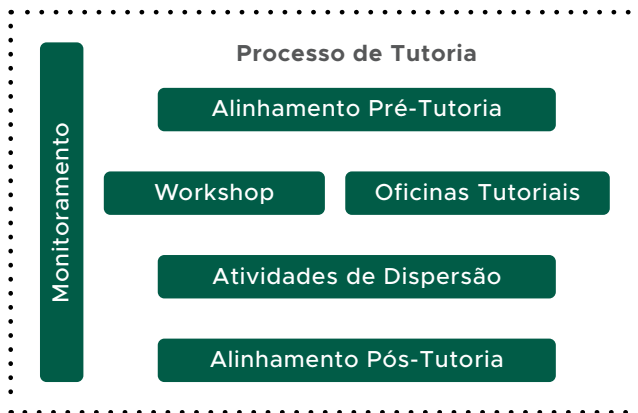 Processo de Tutoria
Monitoramento
Alinhamento Pré-Tutoria
Workshop
Oficinas Tutoriais
Atividades de Dispersão
Alinhamento Pós-Tutoria